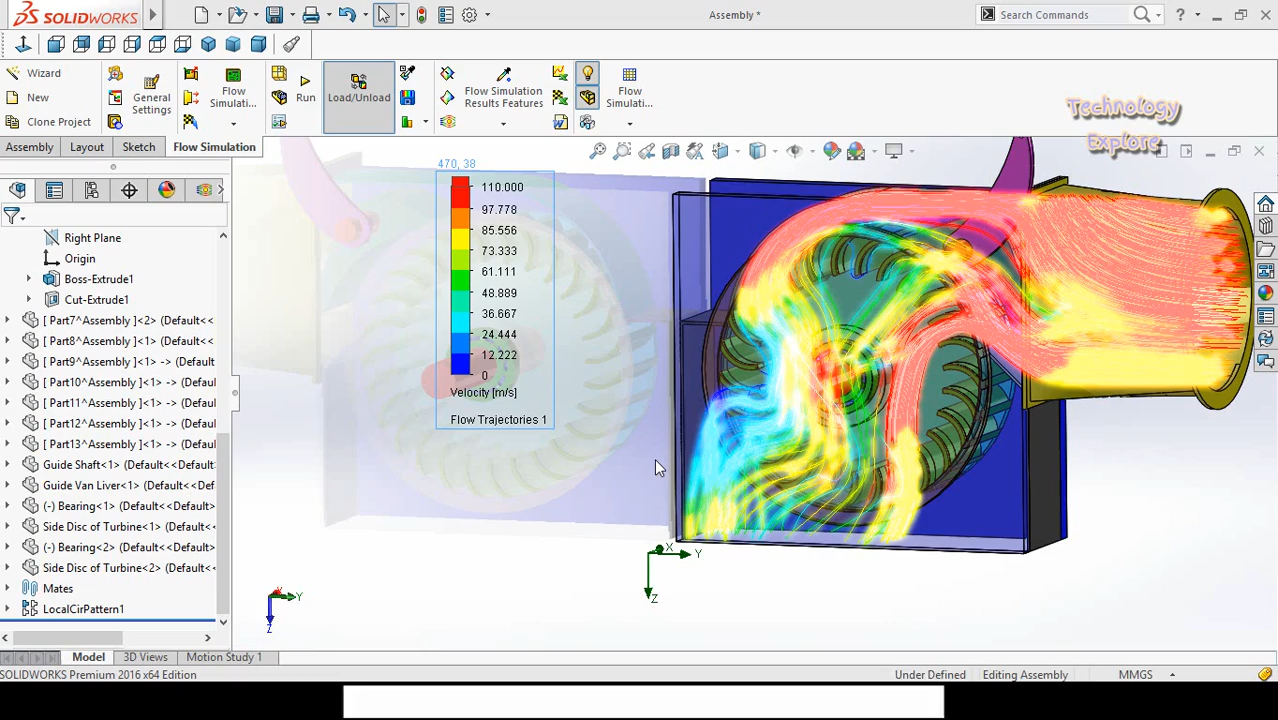 SOLIDWORKS
Assembly *
Search Commands
?
Wizard
New
Clone Project
General
Settings
Flow
Simulati...
Run
Load/Unload
Flow Simulation
Results Features
Flow
Simulati...
Technology
Explore
Assembly
Layout
Sketch
Flow Simulation
Right Plane
Origin
Boss-Extrude1
Cut-Extrude1
[ Part7^Assembly ]<2> (Default<<
[ Part8^Assembly ]<1> (Default<<
[ Part9^Assembly ]<1> -> (Default
[ Part10^Assembly ]<1> -> (Defaul
[ Part11^Assembly ]<1> -> (Defaul
[ Part12^Assembly ]<1> -> (Defaul
[ Part13^Assembly ]<1> -> (Defaul
Guide Shaft<1> (Default<<Default
Guide Van Liver<1> (Default<<Def
(-) Bearing<1> (Default<<Default>
Side Disc of Turbine<1> (Default<
(-) Bearing<2> (Default<<Default>
Side Disc of Turbine<2> (Default<
Mates
LocalCirPattern1
470, 38
110.000
97.778
85.556
73.333
61.111
48.889
36.667
24.444
12.222
0
Velocity [m/s]
Flow Trajectories 1
X
Y
Z
Y
Z
Model
3D Views
Motion Study 1
SOLIDWORKS Premium 2016 x64 Edition
Under Defined
Editing Assembly
MMGS